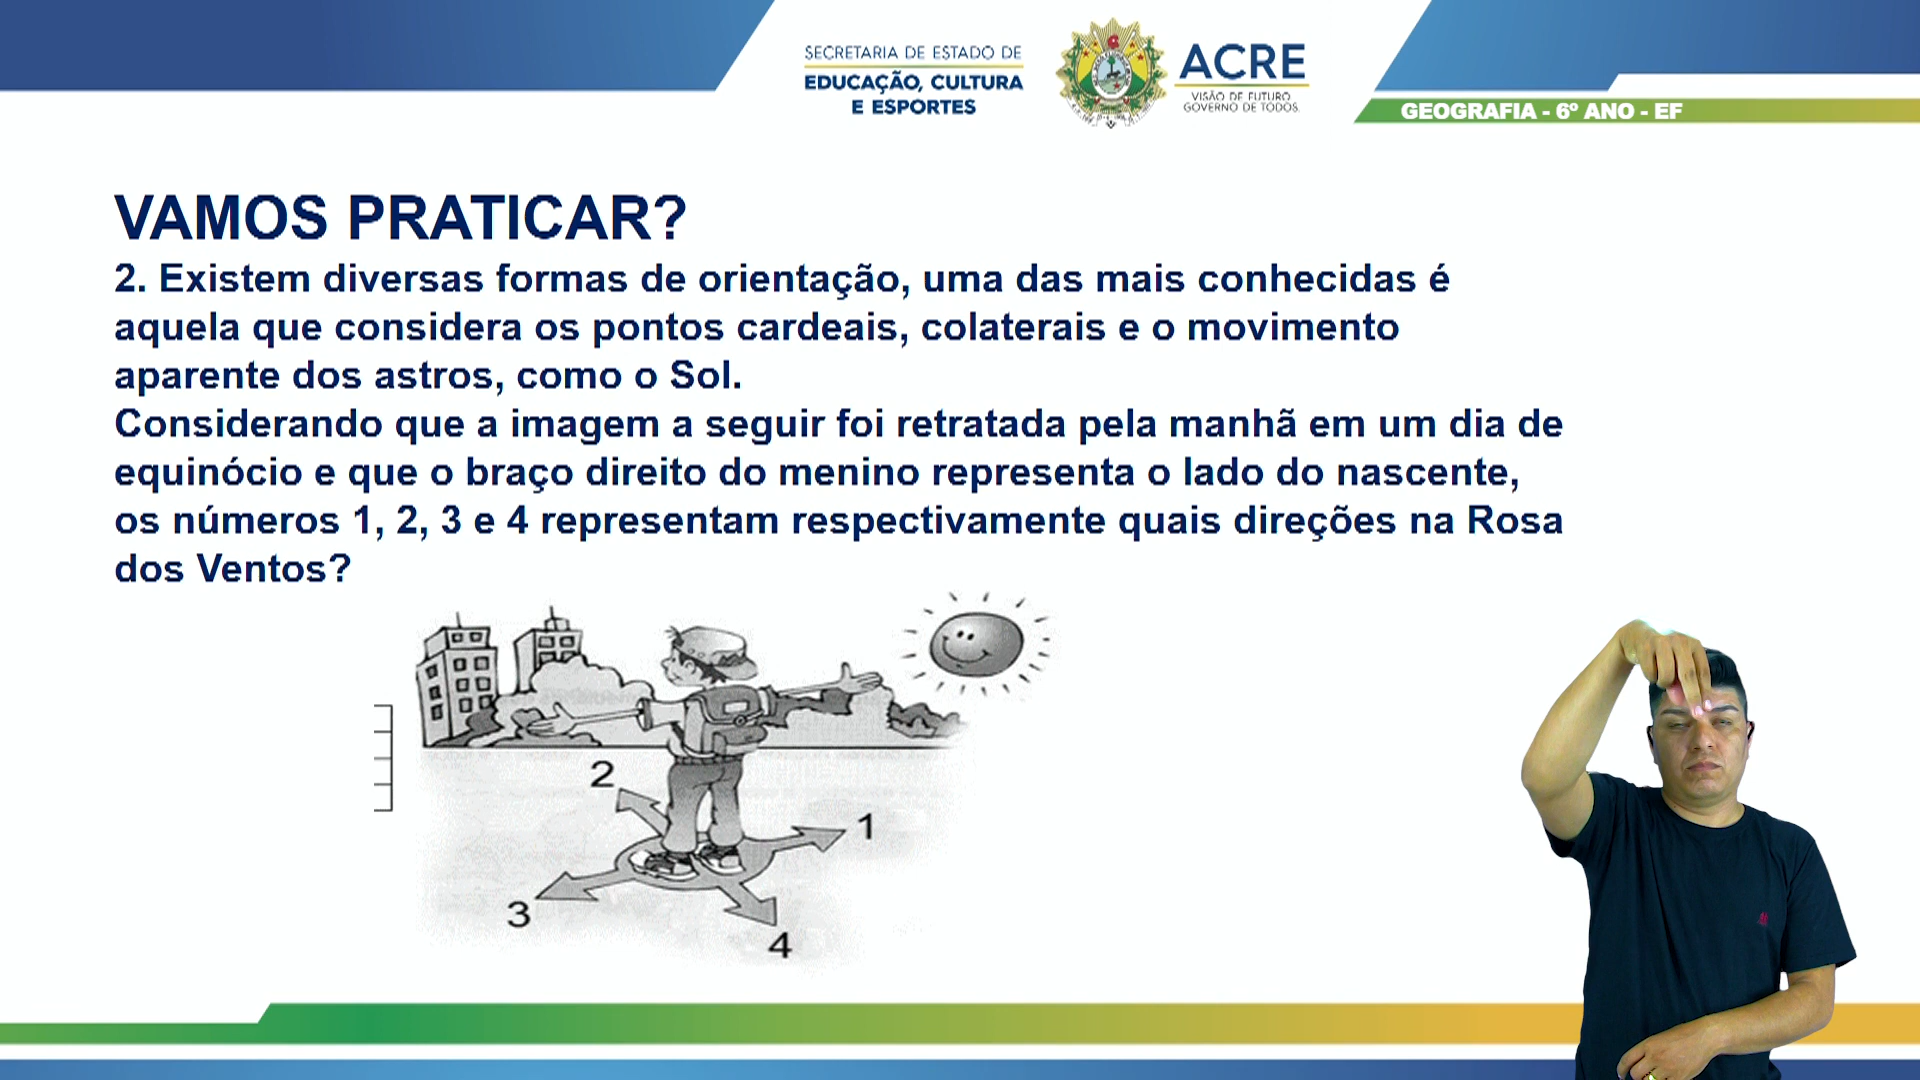 SECRETARIA DE ESTADO DE
EDUCAÇÃO, CULTURA
E ESPORTES
ACRE
VISÃO DE FUTURO
GOVERNO DE TODOS.
GEOGRAFIA - 6º ANO - EF
VAMOS PRATICAR?
2. Existem diversas formas de orientação, uma das mais conhecidas é
aquela que considera os pontos cardeais, colaterais e o movimento
aparente dos astros, como o Sol.
Considerando que a imagem a seguir foi retratada pela manhã em um dia de
equinócio e que o braço direito do menino representa o lado do nascente,
os números 1, 2, 3 e 4 representam respectivamente quais direções na Rosa
dos Ventos?
2
1
3
4